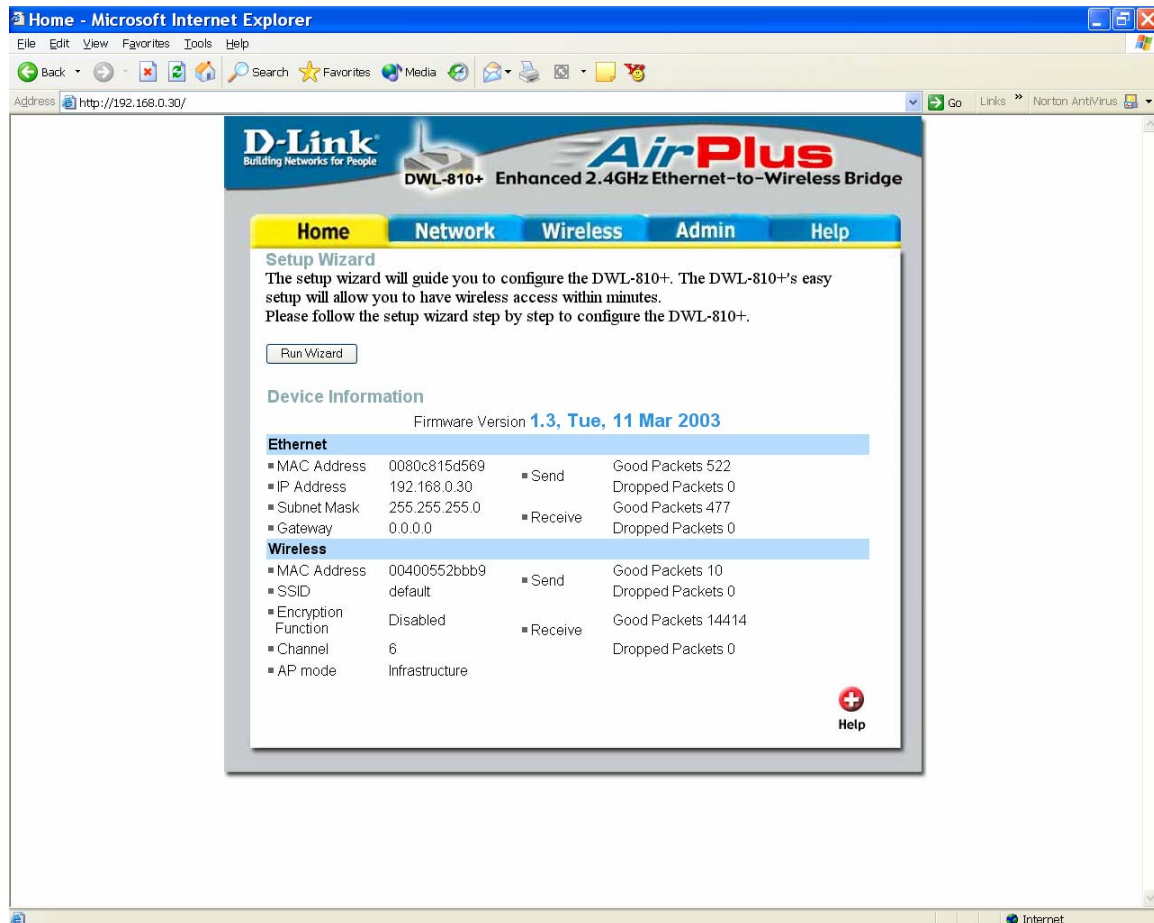 Home - Microsoft Internet Explorer
File Edit View Favorites Tools Help
Back Search Favorites Media
Address http://192.168.0.30/ Go Links » Norton AntiVirus
D-Link
Building Networks for People
AirPlus
DWL-810+ Enhanced 2.4GHz Ethernet-to-Wireless Bridge
Home Network Wireless Admin Help
Setup Wizard
The setup wizard will guide you to configure the DWL-810+. The DWL-810+'s easy
setup will allow you to have wireless access within minutes.
Please follow the setup wizard step by step to configure the DWL-810+.
Run Wizard
Device Information
Firmware Version 1.3, Tue, 11 Mar 2003
Ethernet
MAC Address 0080c815d569 Send Good Packets 522
IP Address 192.168.0.30 Dropped Packets 0
Subnet Mask 255.255.255.0 Receive Good Packets 477
Gateway 0.0.0.0 Dropped Packets 0
Wireless
MAC Address 00400552bbb9 Send Good Packets 10
SSID default Dropped Packets 0
Encryption Function Disabled Receive Good Packets 14414
Channel 6 Dropped Packets 0
AP mode Infrastructure
Help
Internet